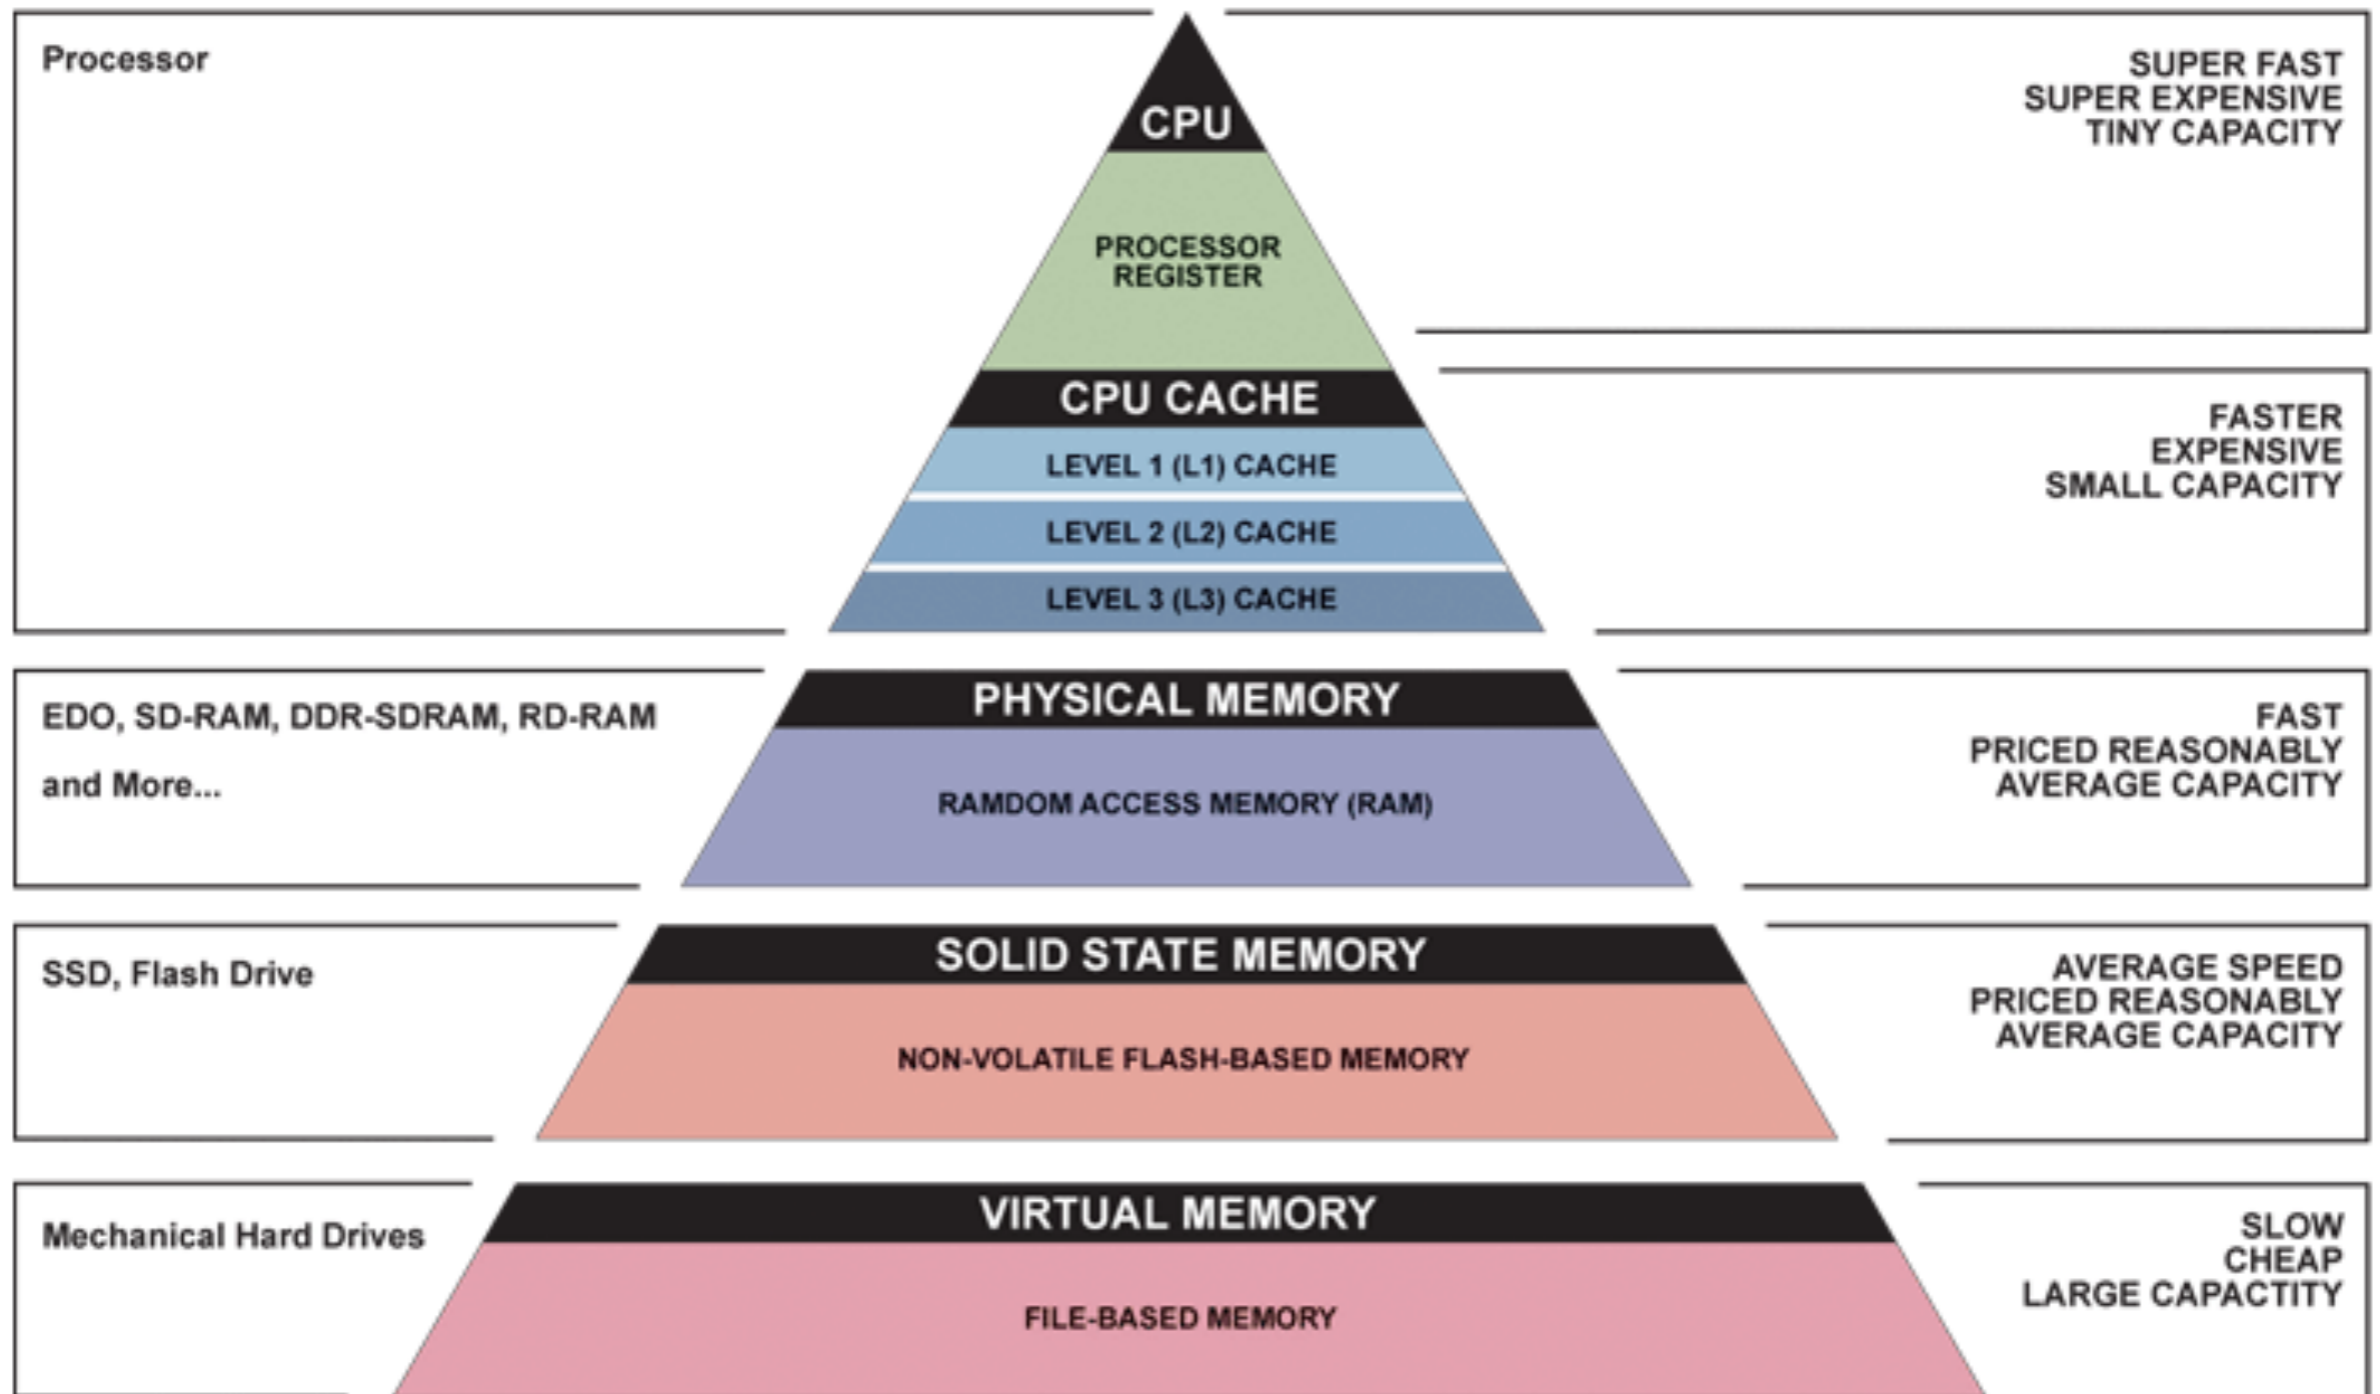 Processor
CPU
SUPER FAST
SUPER EXPENSIVE
TINY CAPACITY
PROCESSOR
REGISTER
CPU CACHE
LEVEL 1 (L1) CACHE
LEVEL 2 (L2) CACHE
LEVEL 3 (L3) CACHE
FASTER
EXPENSIVE
SMALL CAPACITY
EDO, SD-RAM, DDR-SDRAM, RD-RAM
and More...
PHYSICAL MEMORY
RAMDOM ACCESS MEMORY (RAM)
FAST
PRICED REASONABLY
AVERAGE CAPACITY
SSD, Flash Drive
SOLID STATE MEMORY
NON-VOLATILE FLASH-BASED MEMORY
AVERAGE SPEED
PRICED REASONABLY
AVERAGE CAPACITY
Mechanical Hard Drives
VIRTUAL MEMORY
FILE-BASED MEMORY
SLOW
CHEAP
LARGE CAPACTITY